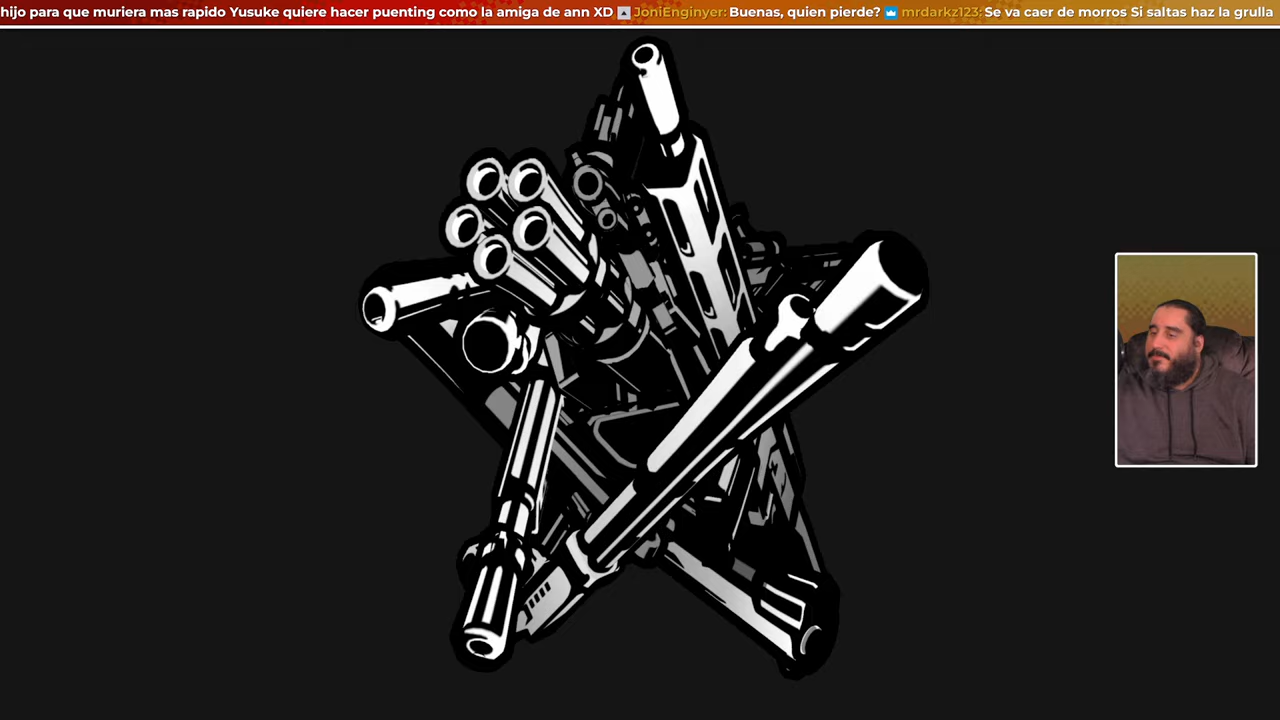 hijo para que muriera mas rapido Yusuke quiere hacer puenting como la amiga de ann XD JoniEnginyer: Buenas, quien pierde? mrdarkz123: Se va caer de morros Si saltas haz la grulla